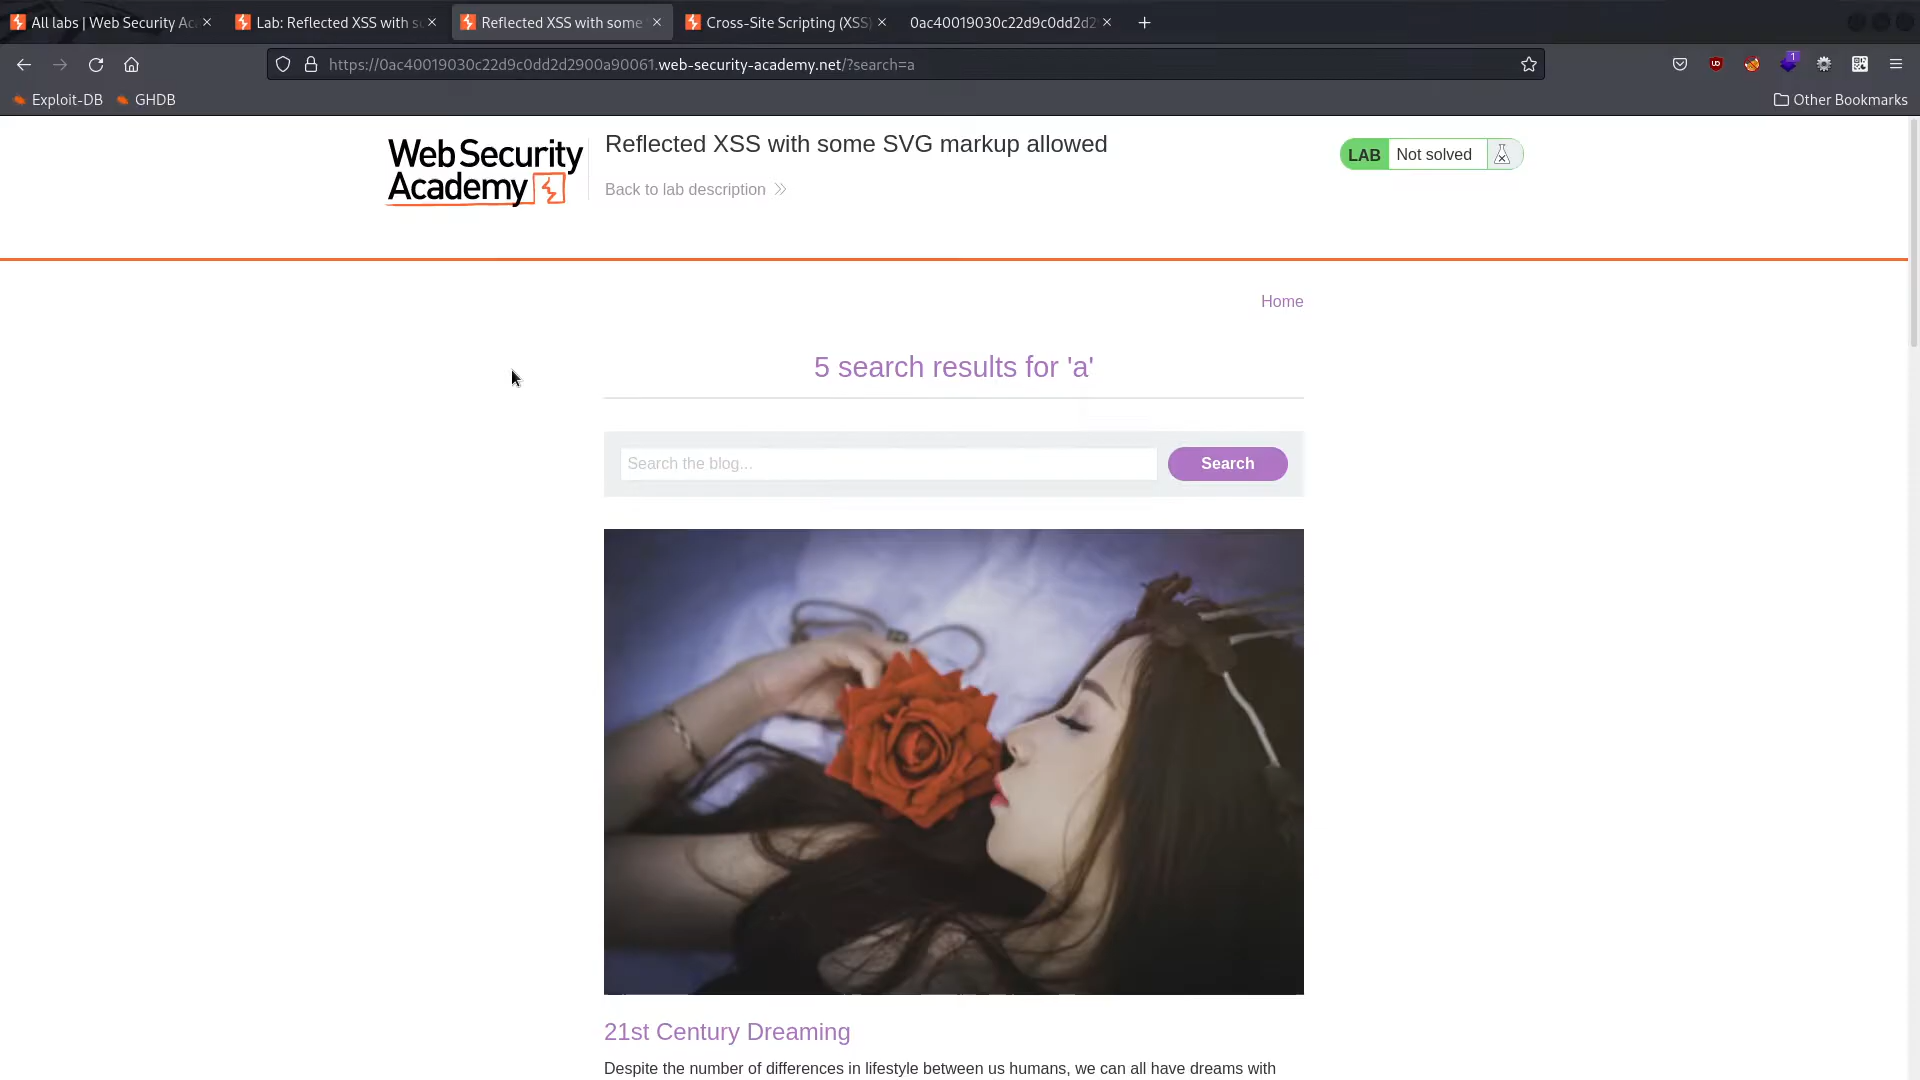 All labs | Web Security Ac
Lab: Reflected XSS with s
Reflected XSS with some
Cross-Site Scripting (XSS)
0ac40019030c22d9c0dd2d2
https://0ac40019030c22d9c0dd2d2900a90061.web-security-academy.net/?search=a
1
Exploit-DB
GHDB
Other Bookmarks
Web Security
Academy
Reflected XSS with some SVG markup allowed
Back to lab description
LAB
Not solved
Home
5 search results for 'a'
Search the blog...
Search
21st Century Dreaming
Despite the number of differences in lifestyle between us humans, we can all have dreams with